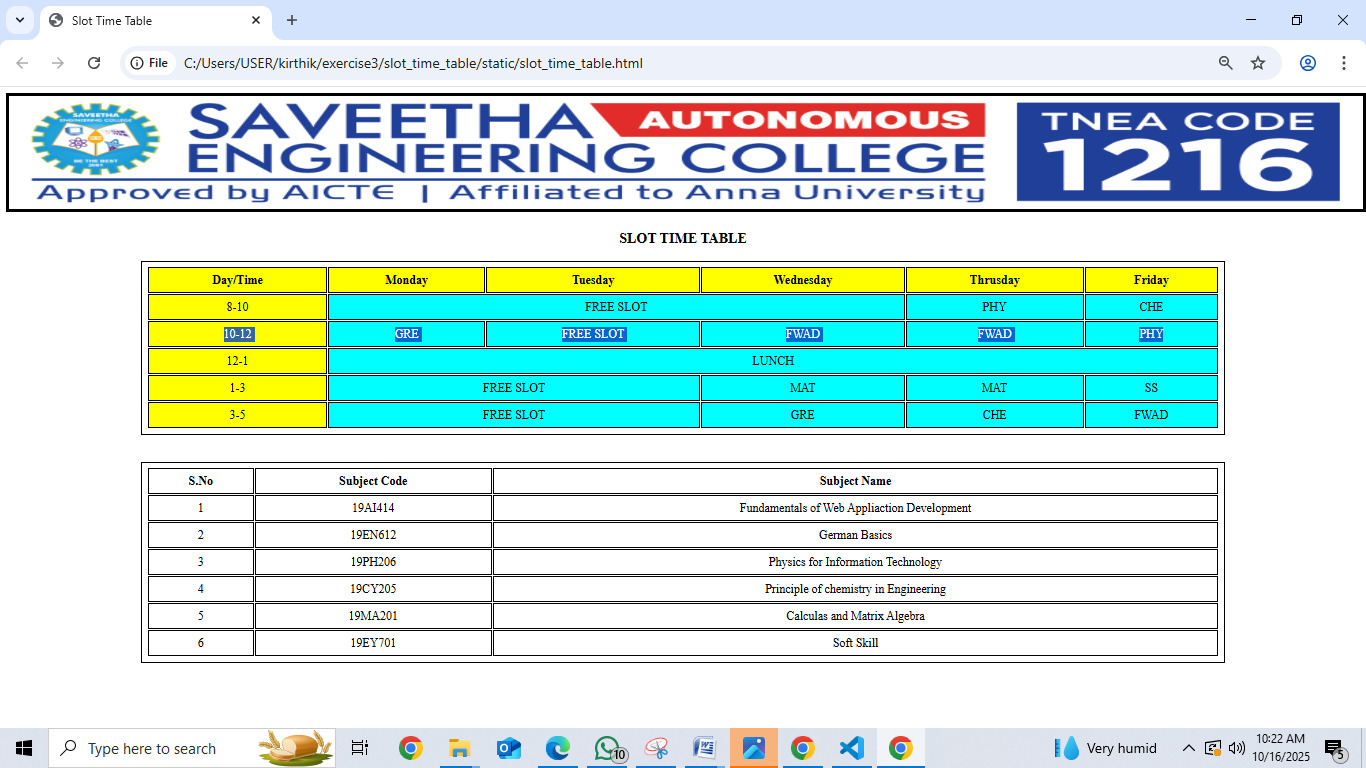 Slot Time Table
File C:/Users/USER/kirthik/exercise3/slot_time_table/static/slot_time_table.html
SAVEETHA
ENGINEERING COLLEGE
BE THE BEST
2001
SAVEETHA AUTONOMOUS
ENGINEERING COLLEGE
Approved by AICTE | Affiliated to Anna University
TNEA CODE
1216
SLOT TIME TABLE
Day/Time Monday Tuesday Wednesday Thrusday Friday
8-10 FREE SLOT PHY CHE
10-12 GRE FREE SLOT FWAD FWAD PHY
12-1 LUNCH
1-3 FREE SLOT MAT MAT SS
3-5 FREE SLOT GRE CHE FWAD
S.No Subject Code Subject Name
1 19AI414 Fundamentals of Web Appliaction Development
2 19EN612 German Basics
3 19PH206 Physics for Information Technology
4 19CY205 Principle of chemistry in Engineering
5 19MA201 Calculas and Matrix Algebra
6 19EY701 Soft Skill
Type here to search
10
Very humid
10:22 AM
10/16/2025
5